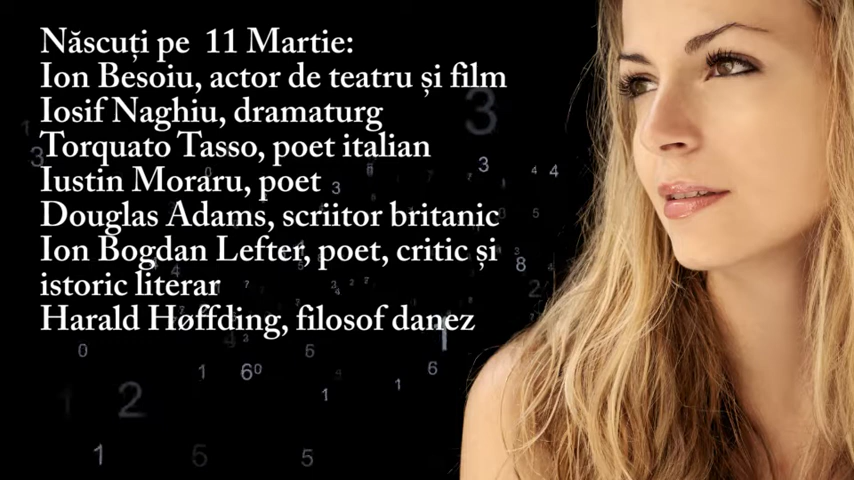 Născuți pe 11 Martie:
Ion Besoiu, actor de teatru și film
Iosif Naghiu, dramaturg
Torquato Tasso, poet italian
Iustin Moraru, poet
Douglas Adams, scriitor britanic
Ion Bogdan Lefter, poet, critic și
istoric literar
Harald Høffding, filosof danez